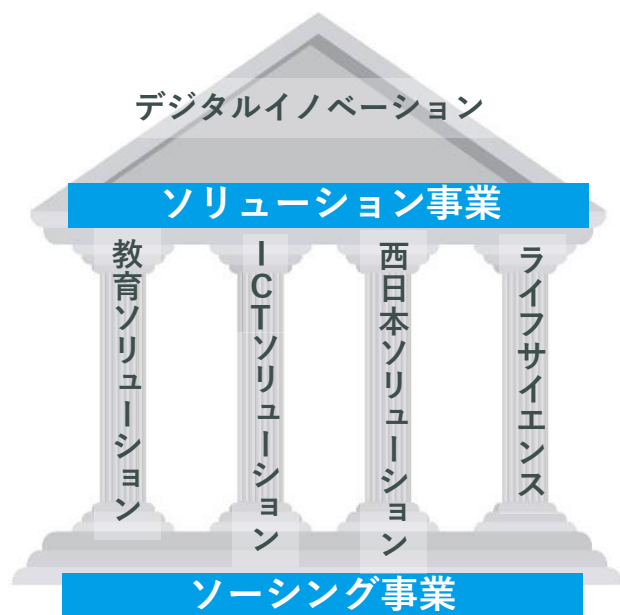 デジタルイノベーション
ソリューション事業
教育ソリューション
ICTソリューション
西日本ソリューション
ライフサイエンス
ソーシング事業